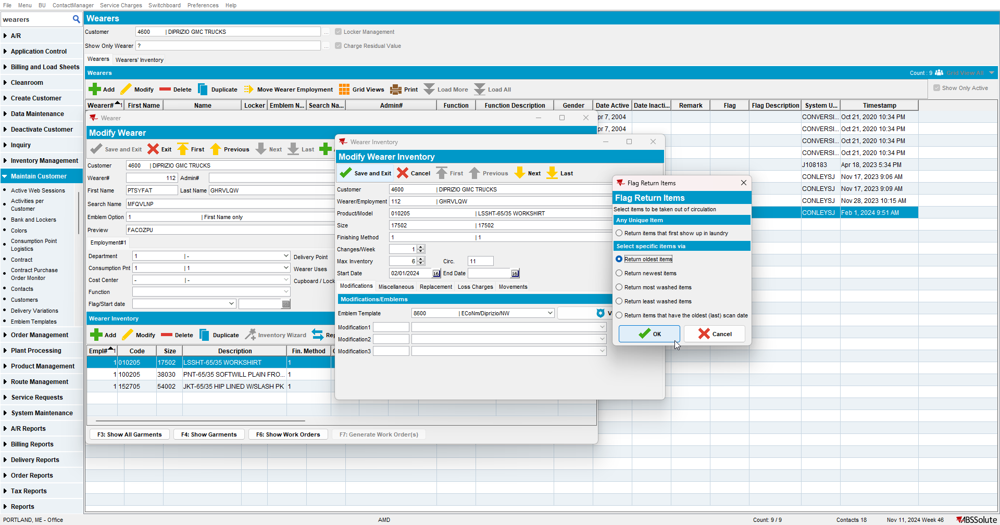 File Menu BU ContactManager Service Charges Switchboard Preferences Help
wearers
Wearers
Customer 4600 | DIPRIZIO GMC TRUCKS ... Locker Management
Show Only Wearer ? ... Charge Residual Value
Wearers Wearers' Inventory
Wearers Count : 9 Grid View All
Add Modify Delete Duplicate Move Wearer Employment Grid Views Print Load More Load All Show Only Active
Wearer# 1 First Name Name Locker Emblem N... Search Na... Admin# Function Function Description Gender Date Active Date Inacti... Remark Flag Flag Description System U... Timestamp
pr 7, 2004 CONVERSI... Oct 21, 2020 10:34 PM
pr 7, 2004 CONVERSI... Oct 21, 2020 10:34 PM
CONVERSI... Oct 21, 2020 10:34 PM
CONVERSI... Oct 21, 2020 10:34 PM
J108183 Apr 18, 2023 5:34 PM
CONLEYSJ Nov 17, 2023 9:06 AM
CONLEYSJ Nov 17, 2023 9:09 AM
CONLEYSJ Nov 28, 2023 10:15 AM
CONLEYSJ Feb 1, 2024 9:51 AM
A/R
Application Control
Billing and Load Sheets
Cleanroom
Create Customer
Data Maintenance
Deactivate Customer
Inquiry
Inventory Management
Maintain Customer
Active Web Sessions
Activities per
Customer
Bank and Lockers
Colors
Consumption Point
Logistics
Contract
Contract Purchase
Order Monitor
Contacts
Customers
Delivery Variations
Emblem Templates
Order Management
Plant Processing
Product Management
Route Management
Service Requests
System Maintenance
A/R Reports
Billing Reports
Delivery Reports
Order Reports
Tax Reports
Reports
Wearer
Modify Wearer
Save and Exit Exit First Previous Next Last
Customer 4600 | DIPRIZIO GMC TRUCKS
Wearer# 112 Admin#
First Name PTSYFAT Last Name GHRVLQW
Search Name MFQVLNP
Emblem Option 1 | First Name only
Preview FACOZPU
Employment#1
Department 1 | - Delivery Point
Consumption Pnt 1 | 1 Wearer Uses
Cost Center - | - Cupboard / Lock
Function
Flag/Start date 16
Wearer Inventory
Add Modify Delete Duplicate Inventory Wizard Rep
Empl# 1 Code Size Description Fin. Method
1 010205 17502 LSSHT-65/35 WORKSHIRT 1
1 100205 38030 PNT-65/35 SOFTWILL PLAIN FRO... 1
1 152705 54002 JKT-65/35 HIP LINED W/SLASH PK 1
F3: Show All Garments F4: Show Garments F6: Show Work Orders F7: Generate Work Order(s)
Wearer Inventory
Modify Wearer Inventory
Save and Exit Cancel First Previous Next Last
Customer 4600 | DIPRIZIO GMC TRUCKS
Wearer/Employment 112 | GHRVLQW
Product/Model 010205 | LSSHT-65/35 WORKSHIRT
Size 17502 | 17502
Finishing Method 1 | 1
Changes/Week 1
Max Inventory 6 Circ. 11
Start Date 02/01/2024 16 End Date 16
Modifications Miscellaneous Replacement Loss Charges Movements
Modifications/Emblems
Emblem Template 8600 | ECoNm/Diprizio/NW V
Modification1
Modification2
Modification3
Flag Return Items
Flag Return Items
Select items to be taken out of circulation
Any Unique Item
Return items that first show up in laundry
Select specific items via
Return oldest items
Return newest items
Return most washed items
Return least washed items
Return items that have the oldest (last) scan date
OK Cancel
PORTLAND, ME - Office AMD Count: 9 / 9 Contacts 18 Nov 11, 2024 Week 46 ABSSolute